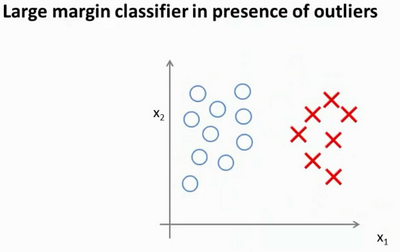 Large margin classifier in presence of outliers
x2
x1